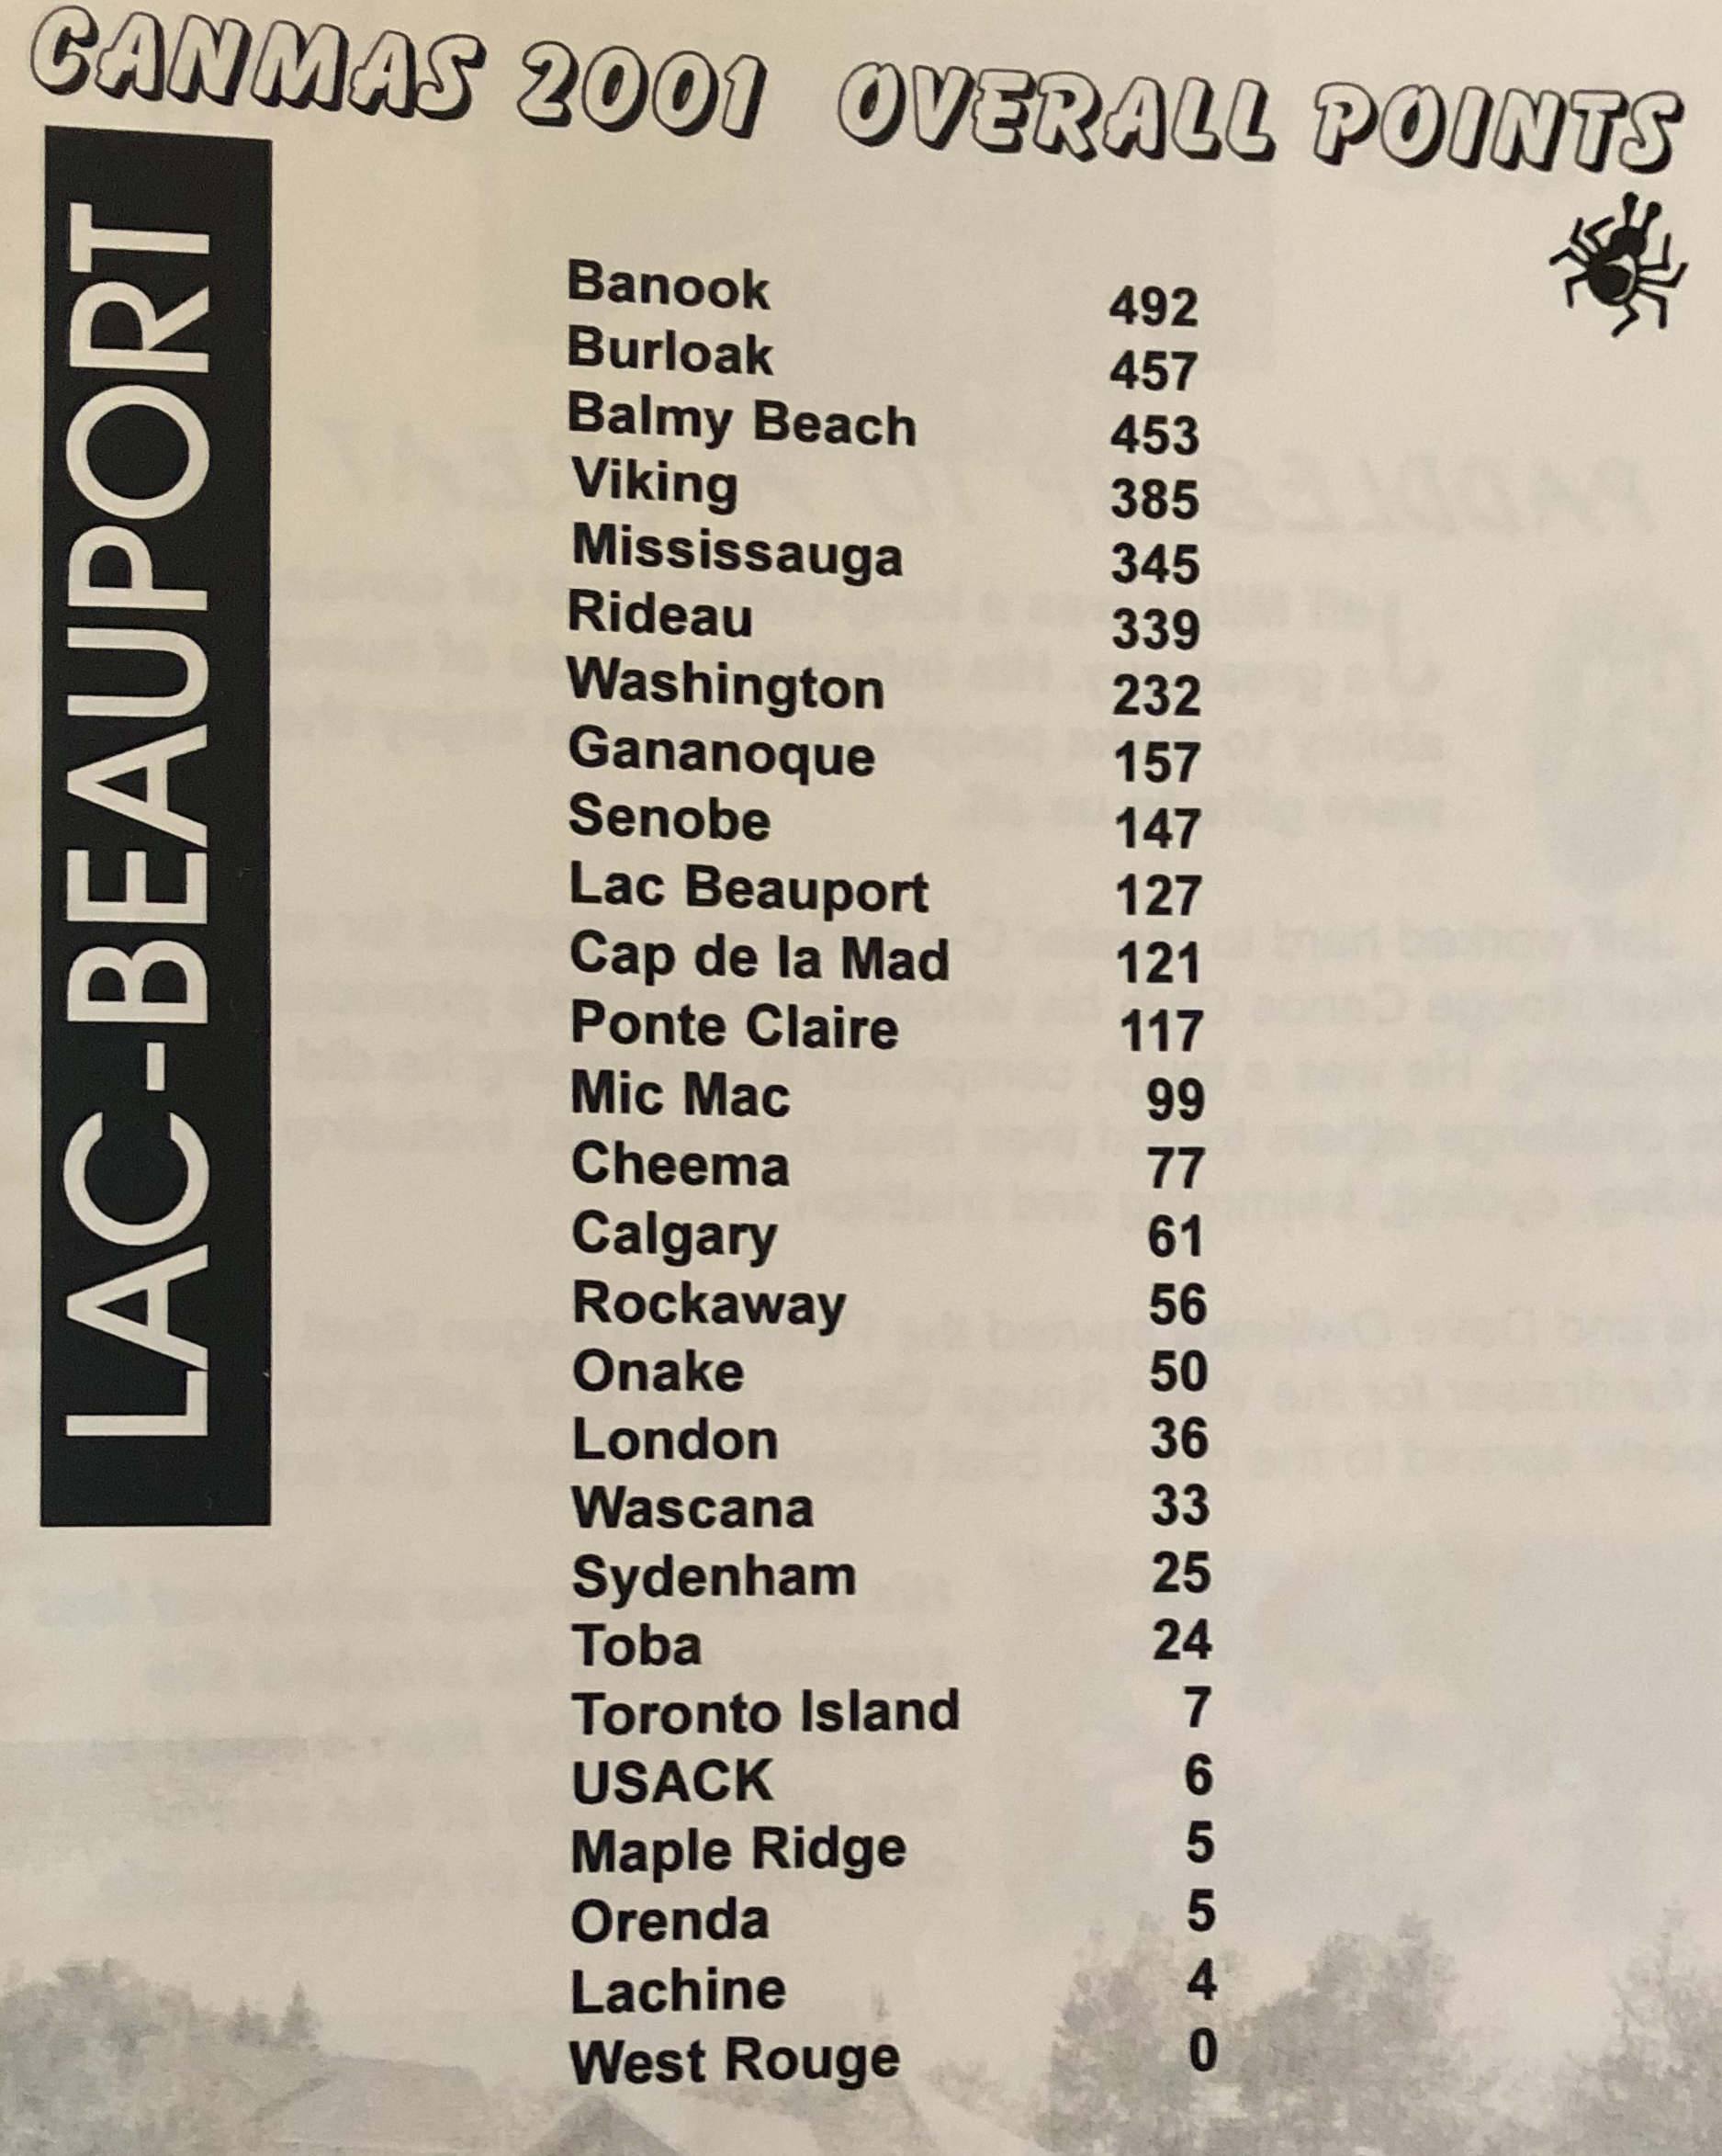 CANMAS 2001 OVERALL POINTS
LAC-BEAUPORT
Banook 492
Burloak 457
Balmy Beach 453
Viking 385
Mississauga 345
Rideau 339
Washington 232
Gananoque 157
Senobe 147
Lac Beauport 127
Cap de la Mad 121
Ponte Claire 117
Mic Mac 99
Cheema 77
Calgary 61
Rockaway 56
Onake 50
London 36
Wascana 33
Sydenham 25
Toba 24
Toronto Island 7
USACK 6
Maple Ridge 5
Orenda 5
Lachine 4
West Rouge 0